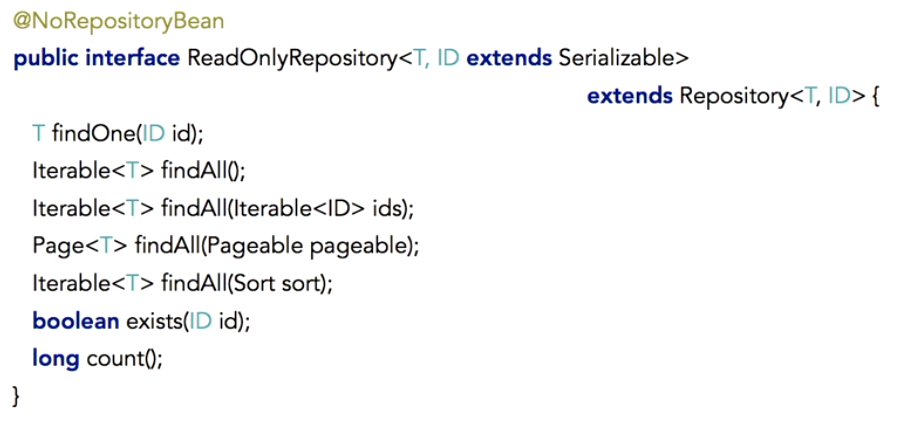 @NoRepositoryBean
public interface ReadOnlyRepository<T, ID extends Serializable>
extends Repository<T, ID> {
T findOne(ID id);
Iterable<T> findAll();
Iterable<T> findAll(Iterable<ID> ids);
Page<T> findAll(Pageable pageable);
Iterable<T> findAll(Sort sort);
boolean exists(ID id);
long count();
}